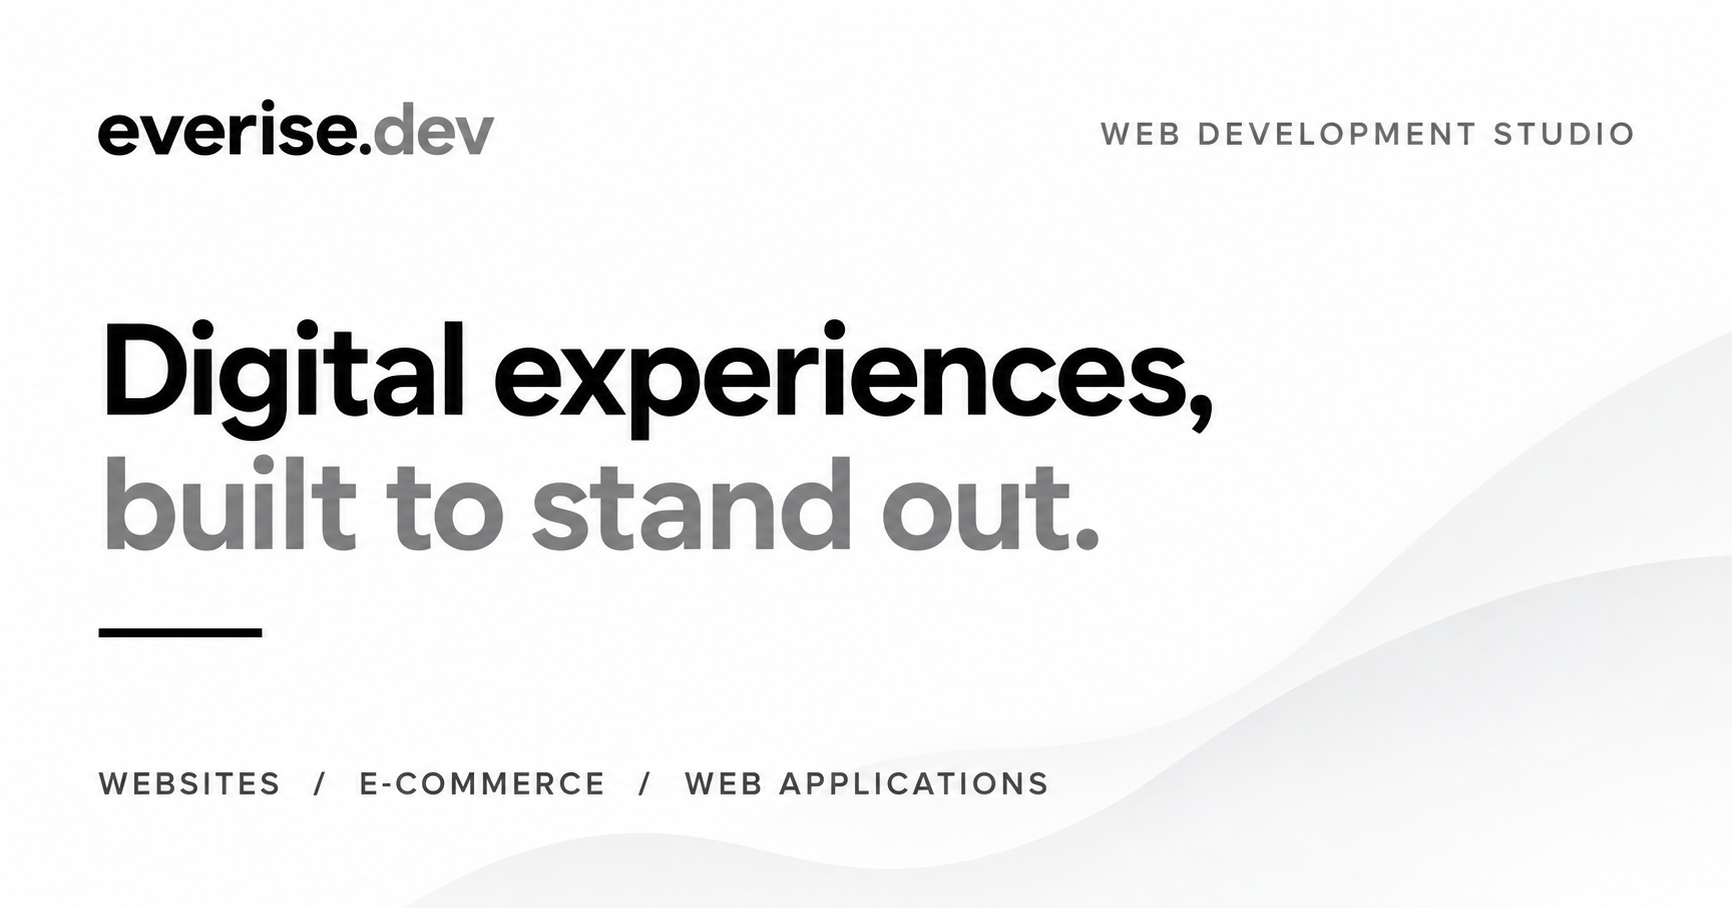 everise.dev
WEB DEVELOPMENT STUDIO
Digital experiences,
built to stand out.
WEBSITES / E-COMMERCE / WEB APPLICATIONS